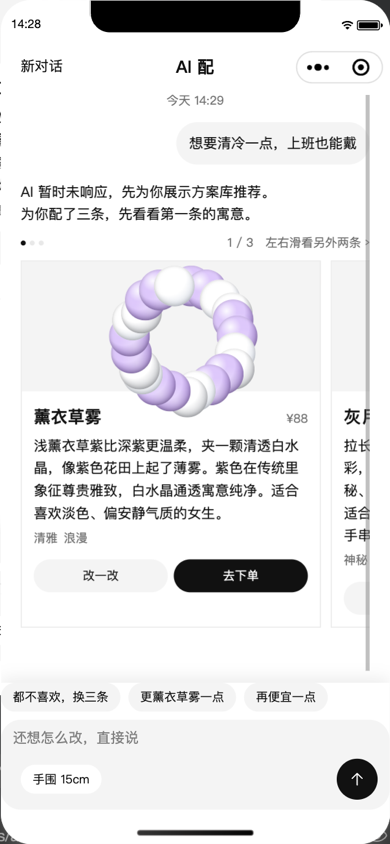 14:28
新对话
AI 配
今天 14:29
想要清冷一点，上班也能戴
AI 暂时未响应，先为你展示方案库推荐。
为你配了三条，先看看第一条的寓意。
1 / 3 左右滑看另外两条 >
薰衣草雾
¥88
浅薰衣草紫比深紫更温柔，夹一颗清透白水
晶，像紫色花田上起了薄雾。紫色在传统里
象征尊贵雅致，白水晶通透寓意纯净。适合
喜欢淡色、偏安静气质的女生。
清雅 浪漫
改一改
去下单
拉长
彩，
秘、
适合
手串
神秘
都不喜欢，换三条
更薰衣草雾一点
再便宜一点
还想怎么改，直接说
手围 15cm